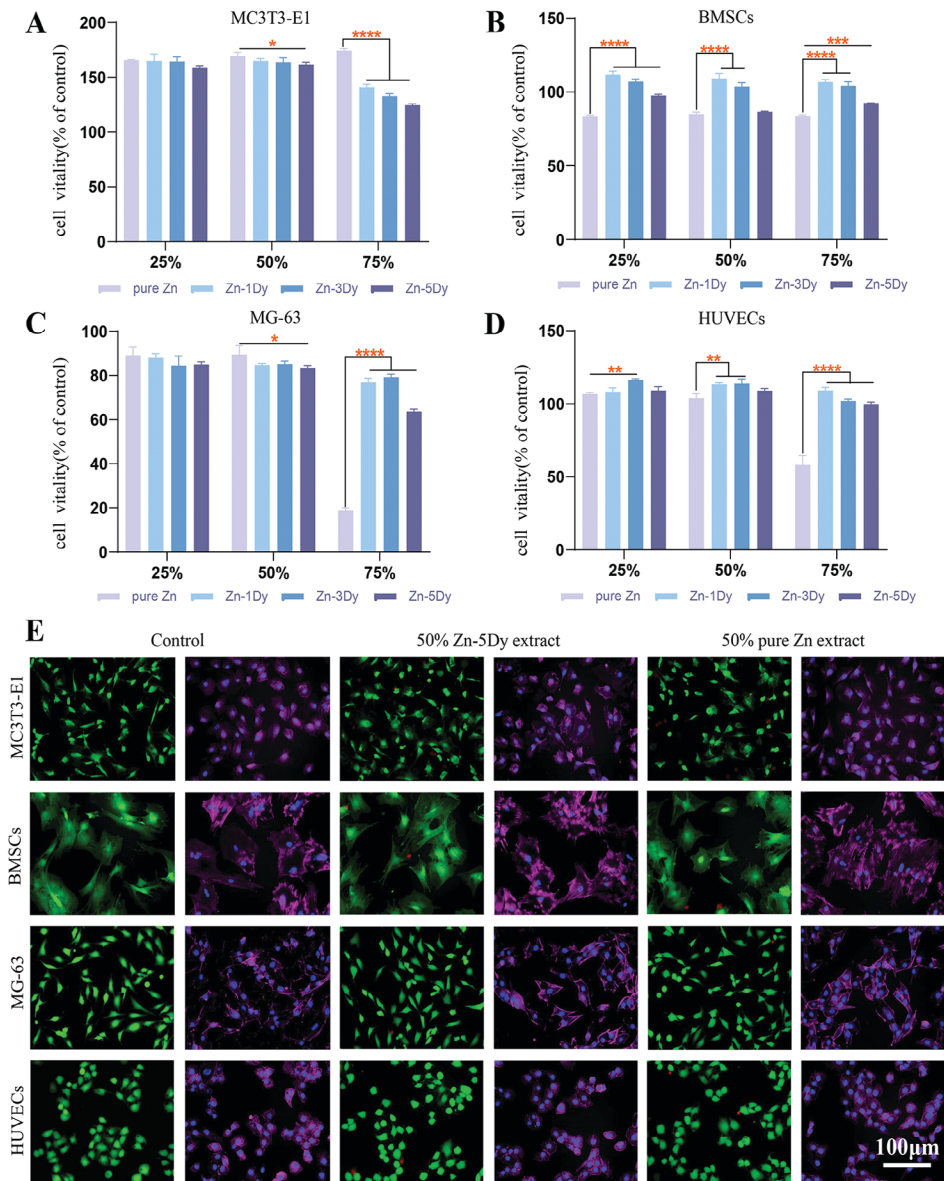 A
MC3T3-E1
cell vitality(% of control)
200
150
100
50
0
*
****
25%
50%
75%
pure Zn
Zn-1Dy
Zn-3Dy
Zn-5Dy
B
BMSCs
cell vitality(% of control)
150
100
50
0
****
****
***
****
25%
50%
75%
pure Zn
Zn-1Dy
Zn-3Dy
Zn-5Dy
C
MG-63
cell vitality(% of control)
100
80
60
40
20
0
*
****
25%
50%
75%
pure Zn
Zn-1Dy
Zn-3Dy
Zn-5Dy
D
HUVECs
cell vitality(% of control)
150
100
50
0
**
**
****
25%
50%
75%
pure Zn
Zn-1Dy
Zn-3Dy
Zn-5Dy
E
Control
50% Zn-5Dy extract
50% pure Zn extract
MC3T3-E1
BMSCs
MG-63
HUVECs
100μm